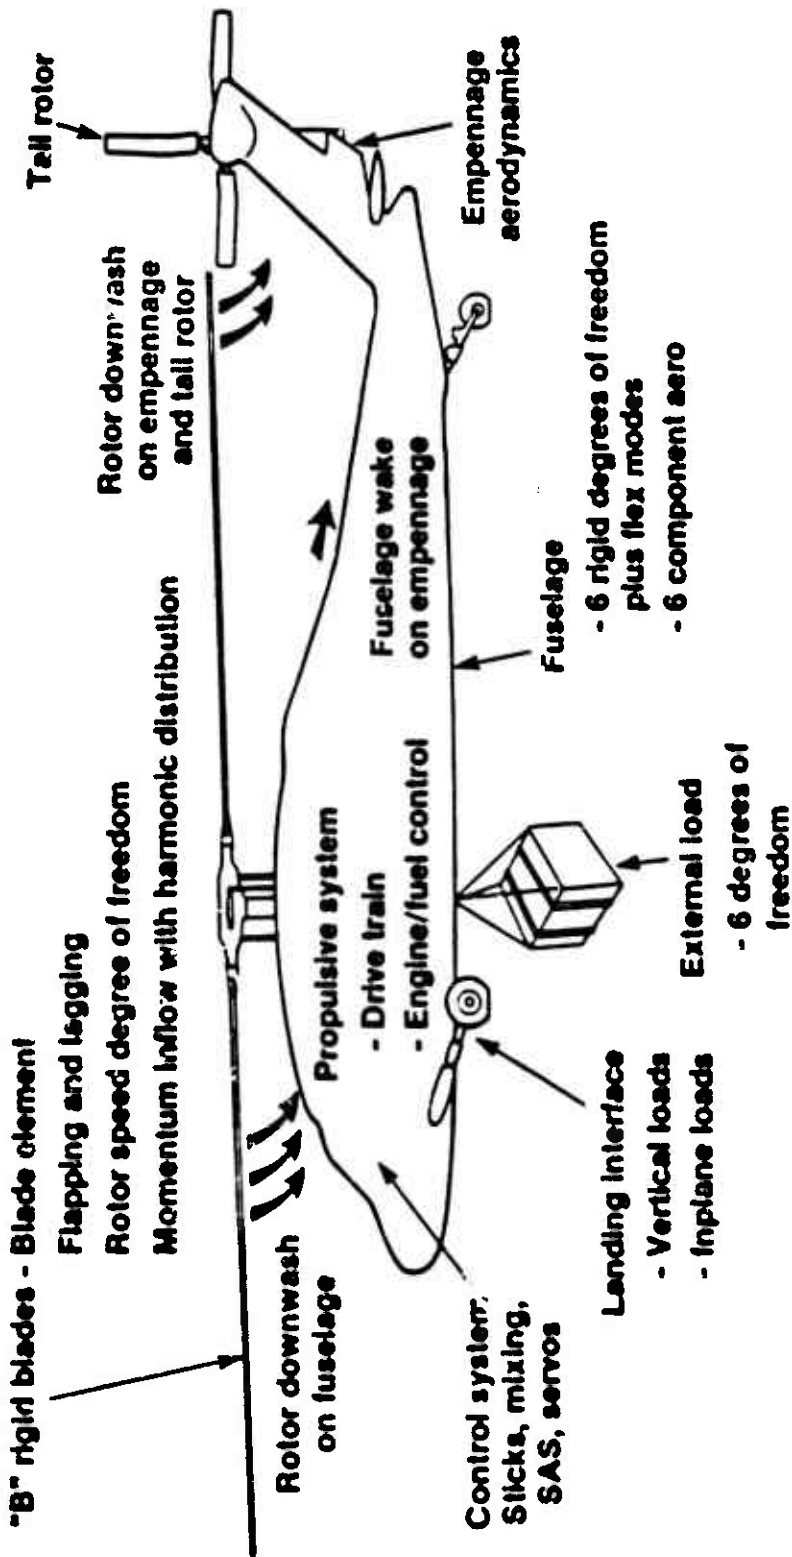 "B" rigid blades - Blade element
Flapping and lagging
Rotor speed degree of freedom
Momentum inflow with harmonic distribution
Tail rotor
Rotor downwash
on empennage
and tail rotor
Rotor downwash
on fuselage
Propulsive system
- Drive train
- Engine/fuel control
Fuselage wake
on empennage
Empennage
aerodynamics
Control system,
Sticks, mixing,
SAS, servos
Landing interface
- Vertical loads
- Inplane loads
External load
- 6 degrees of
freedom
Fuselage
- 6 rigid degrees of freedom
plus flex modes
- 6 component aero